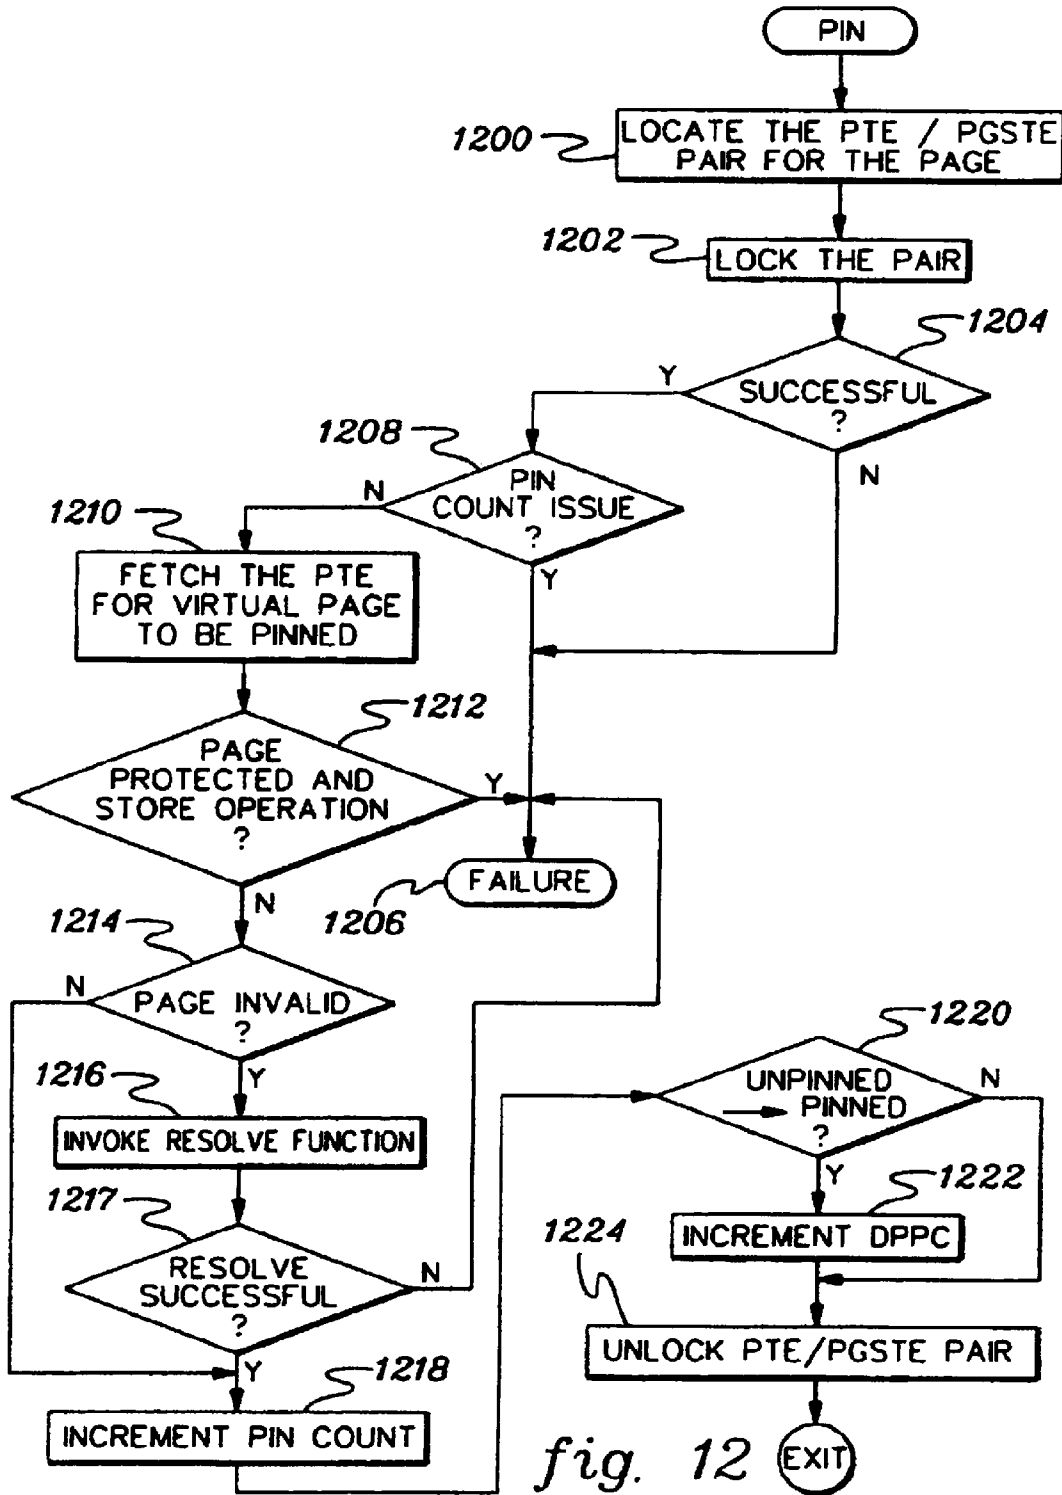 PIN
1200
LOCATE THE PTE / PGSTE
PAIR FOR THE PAGE
1202
LOCK THE PAIR
1204
SUCCESSFUL
?
Y
N
1208
PIN
COUNT ISSUE
?
N
Y
1210
FETCH THE PTE
FOR VIRTUAL PAGE
TO BE PINNED
1212
PAGE
PROTECTED AND
STORE OPERATION
?
Y
N
FAILURE
1206
1214
PAGE INVALID
?
N
Y
1216
INVOKE RESOLVE FUNCTION
1217
RESOLVE
SUCCESSFUL
?
N
Y
1218
INCREMENT PIN COUNT
1220
UNPINNED
→ PINNED
?
N
Y
1222
INCREMENT DPPC
1224
UNLOCK PTE/PGSTE PAIR
EXIT
fig. 12